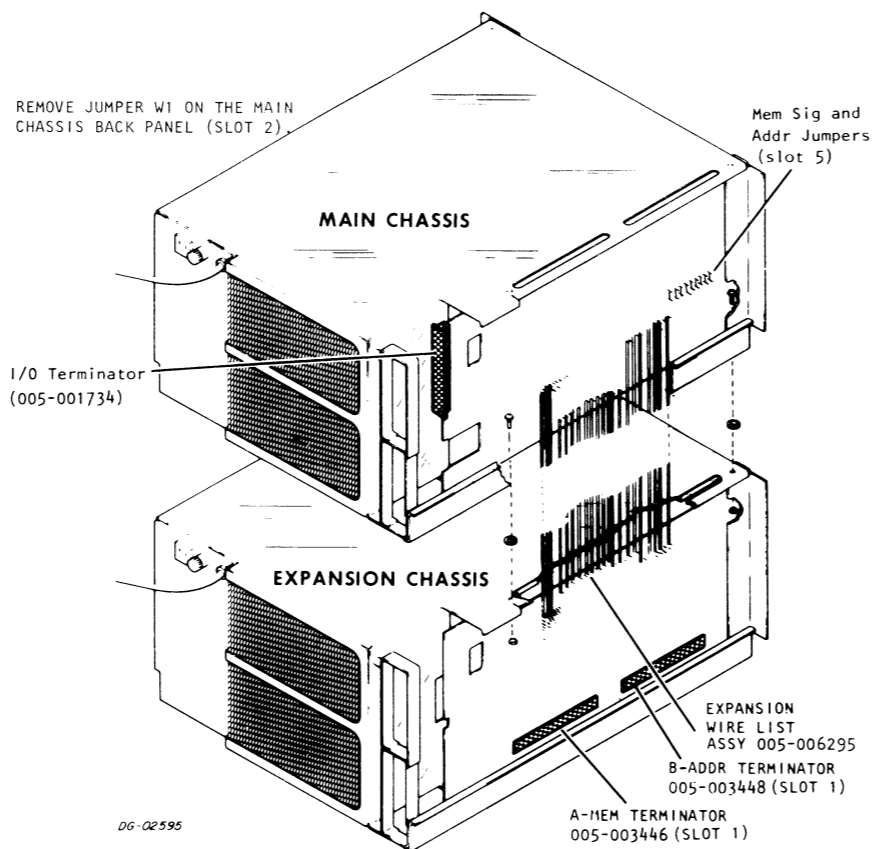 REMOVE JUMPER W1 ON THE MAIN
CHASSIS BACK PANEL (SLOT 2).
Mem Sig and
Addr Jumpers
(slot 5)
MAIN CHASSIS
I/O Terminator
(005-001734)
EXPANSION CHASSIS
EXPANSION
WIRE LIST
ASSY 005-006295
B-ADDR TERMINATOR
005-003448 (SLOT 1)
A-MEM TERMINATOR
005-003446 (SLOT 1)
DG-02595